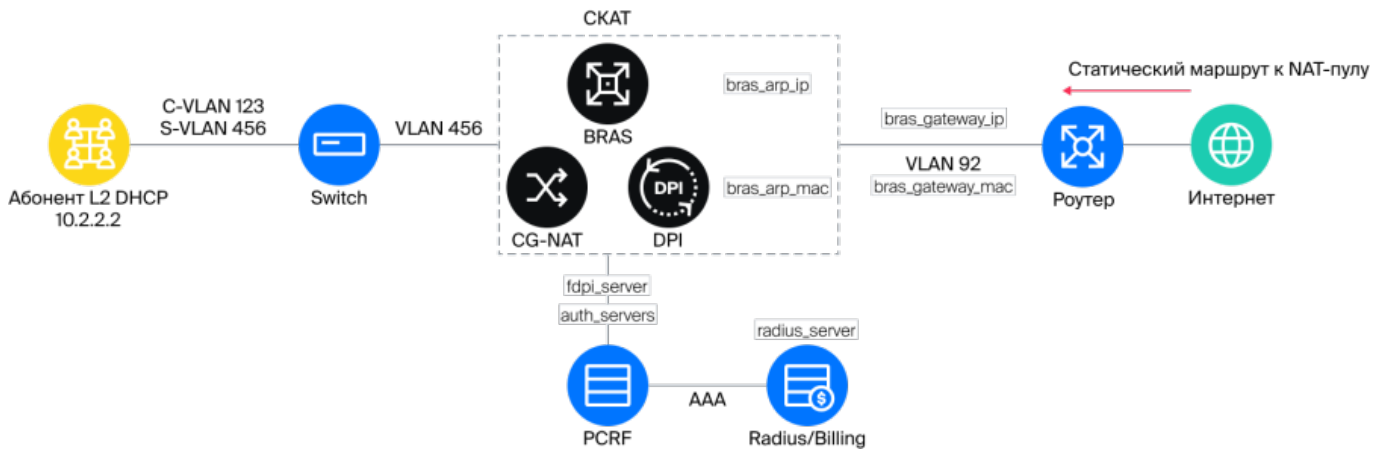 СКАТ
Статический маршрут к NAT-пулу
bras_arp_ip
C-VLAN 123
S-VLAN 456
VLAN 456
BRAS
bras_gateway_ip
VLAN 92
bras_gateway_mac
Абонент L2 DHCP
10.2.2.2
Switch
DPI
bras_arp_mac
Роутер
Интернет
CG-NAT
DPI
fdpi_server
auth_servers
radius_server
AAA
$
PCRF
Radius/Billing